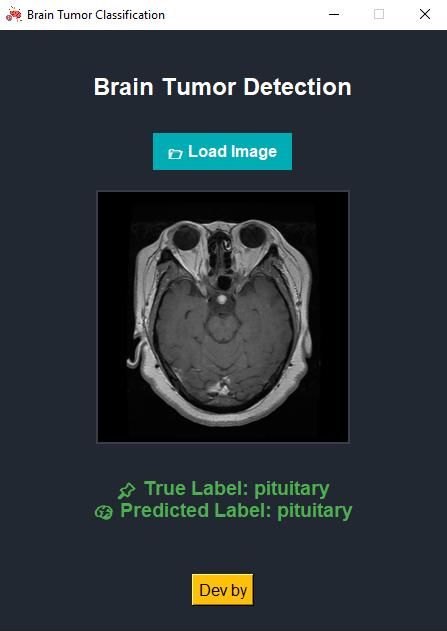 Brain Tumor Classification
Brain Tumor Detection
Load Image
True Label: pituitary
Predicted Label: pituitary
Dev by